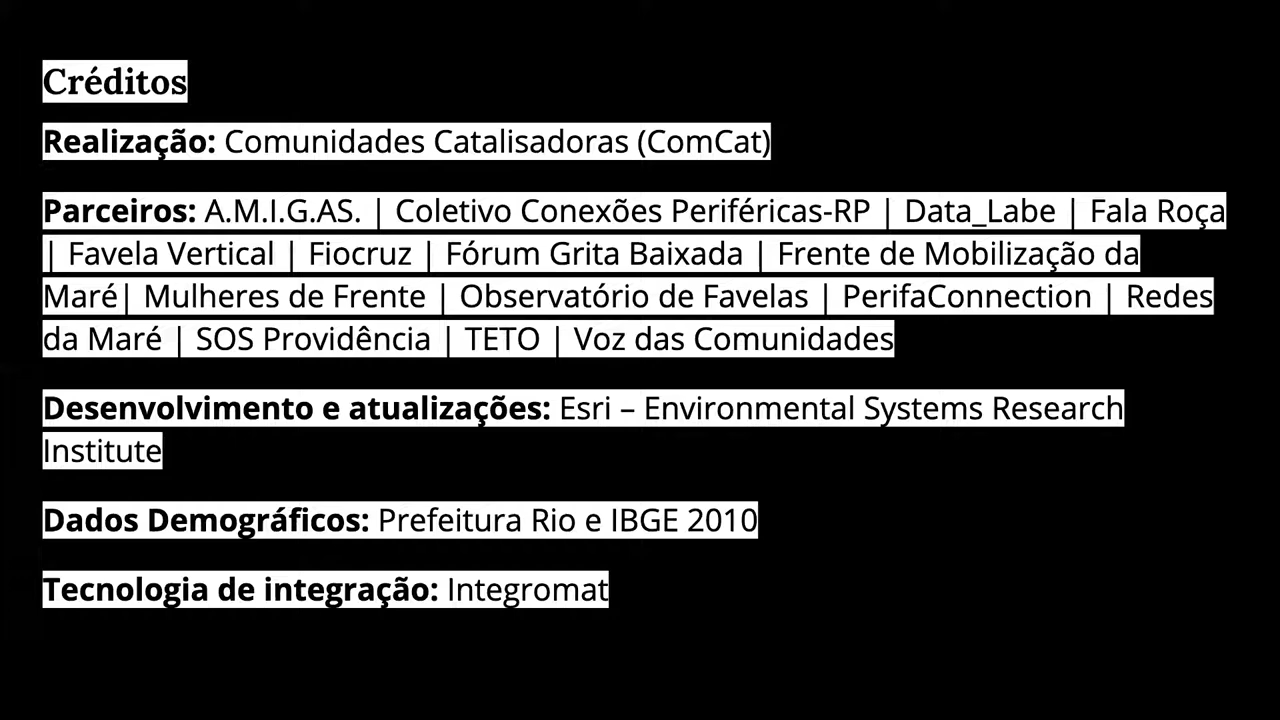 Créditos
Realização: Comunidades Catalisadoras (ComCat)
Parceiros: A.M.I.G.AS. | Coletivo Conexões Periféricas-RP | Data_Labe | Fala Roça
| Favela Vertical | Fiocruz | Fórum Grita Baixada | Frente de Mobilização da
Maré| Mulheres de Frente | Observatório de Favelas | PerifaConnection | Redes
da Maré | SOS Providência | TETO | Voz das Comunidades
Desenvolvimento e atualizações: Esri – Environmental Systems Research
Institute
Dados Demográficos: Prefeitura Rio e IBGE 2010
Tecnologia de integração: Integromat